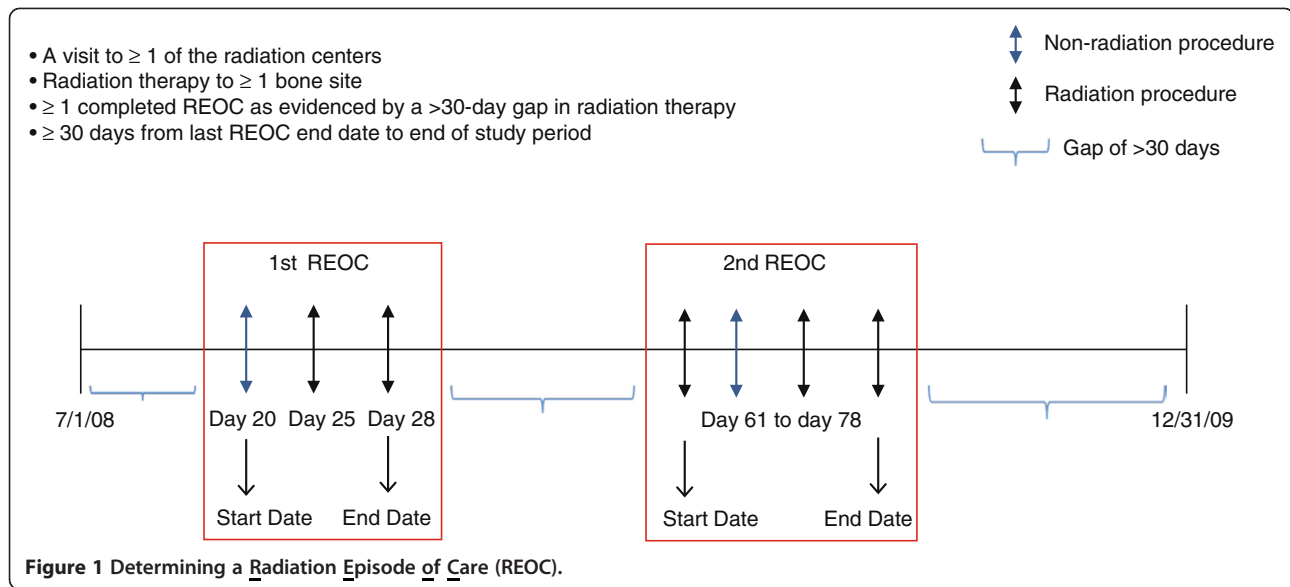 • A visit to ≥ 1 of the radiation centers
• Radiation therapy to ≥ 1 bone site
• ≥ 1 completed REOC as evidenced by a >30-day gap in radiation therapy
• ≥ 30 days from last REOC end date to end of study period
Non-radiation procedure
Radiation procedure
Gap of >30 days
1st REOC
2nd REOC
7/1/08
Day 20 Day 25 Day 28
Day 61 to day 78
12/31/09
Start Date End Date
Start Date End Date
Figure 1 Determining a Radiation Episode of Care (REOC).